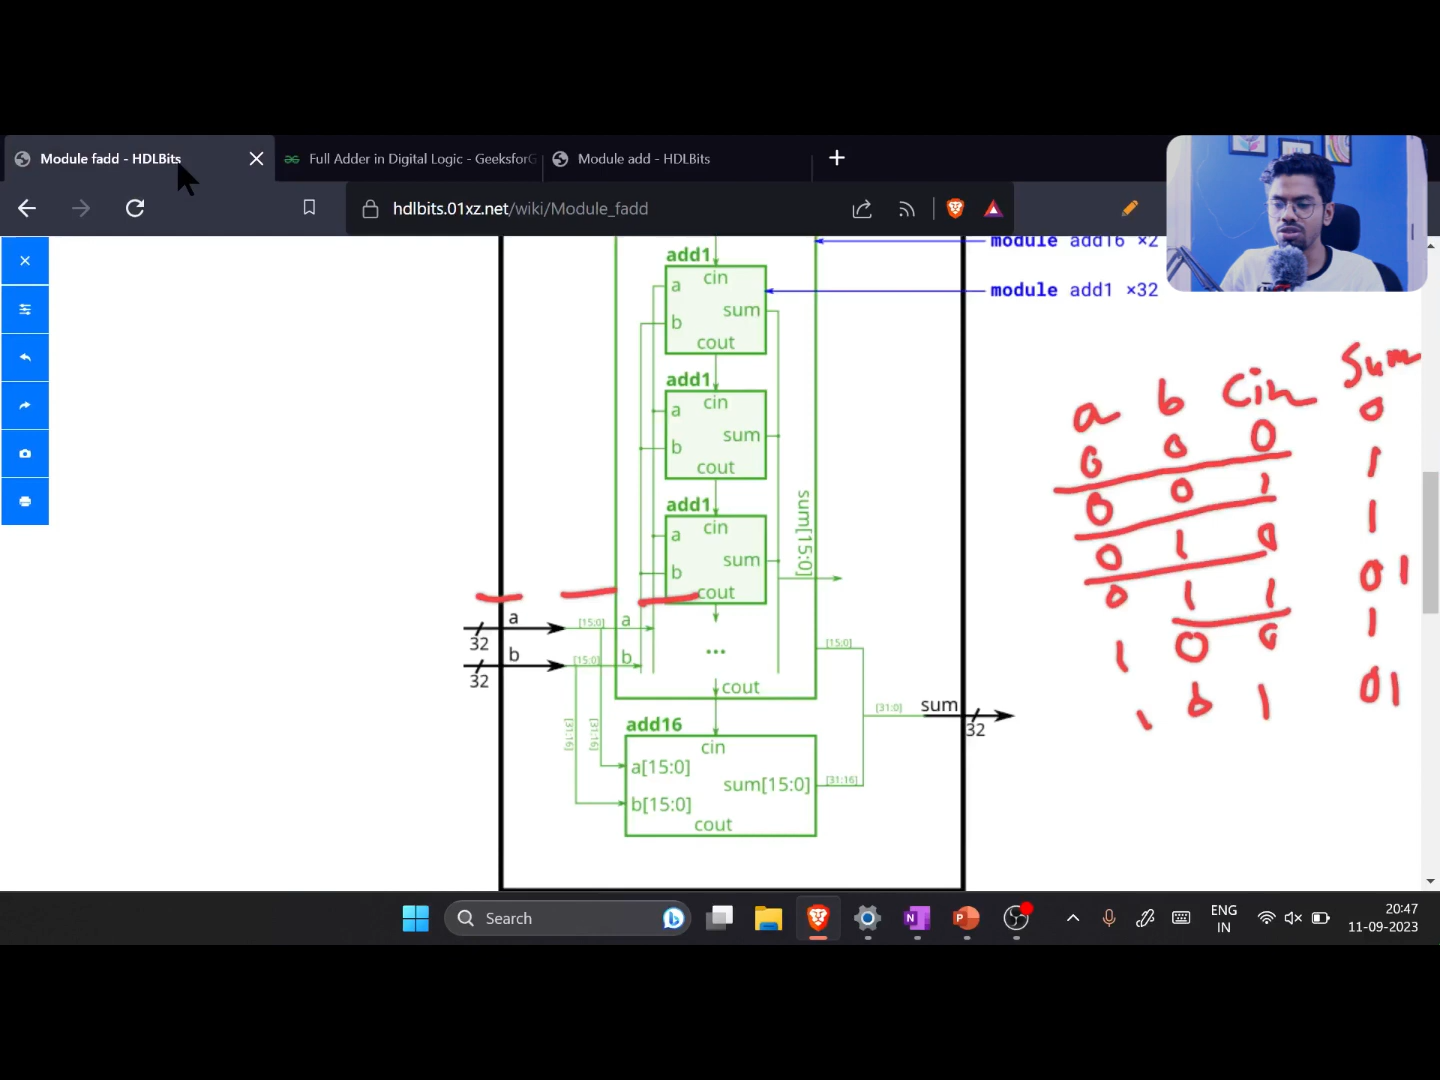 Module fadd - HDLBits
Full Adder in Digital Logic - GeeksforG
Module add - HDLBits
hdlbits.01xz.net/wiki/Module_fadd
module add16 ×2
module add1 ×32
add1
cin
a
b
sum
cout
add1
cin
a
b
sum
cout
add1
cin
a
b
sum
cout
sum[15:0]
a
32
[15:0]
a
b
32
[15:0]
b
...
cout
[15:0]
[31:16]
[31:16]
add16
cin
a[15:0]
b[15:0]
sum[15:0]
cout
[31:16]
[31:0]
sum
32
a b Cin Sum
0 0 0 0
0 0 1 1
0 1 0 1
0 1 1 01
1 0 0 1
1 0 1 01
Search
ENG
IN
20:47
11-09-2023